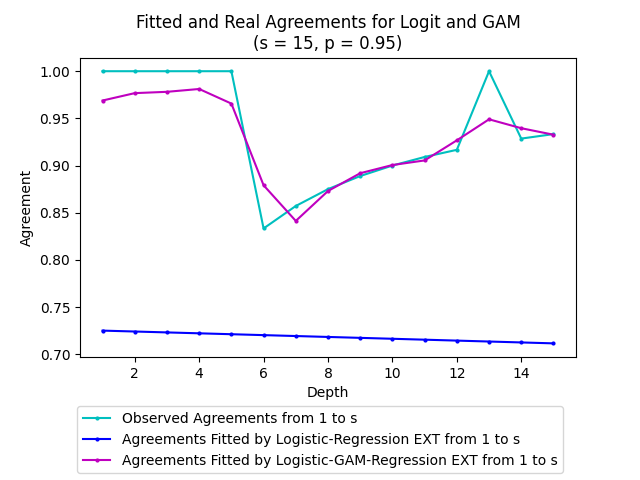 Fitted and Real Agreements for Logit and GAM
(s = 15, p = 0.95)
1.00
0.95
0.90
0.85
0.80
0.75
0.70
Agreement
2 4 6 8 10 12 14
Depth
Observed Agreements from 1 to s
Agreements Fitted by Logistic-Regression EXT from 1 to s
Agreements Fitted by Logistic-GAM-Regression EXT from 1 to s